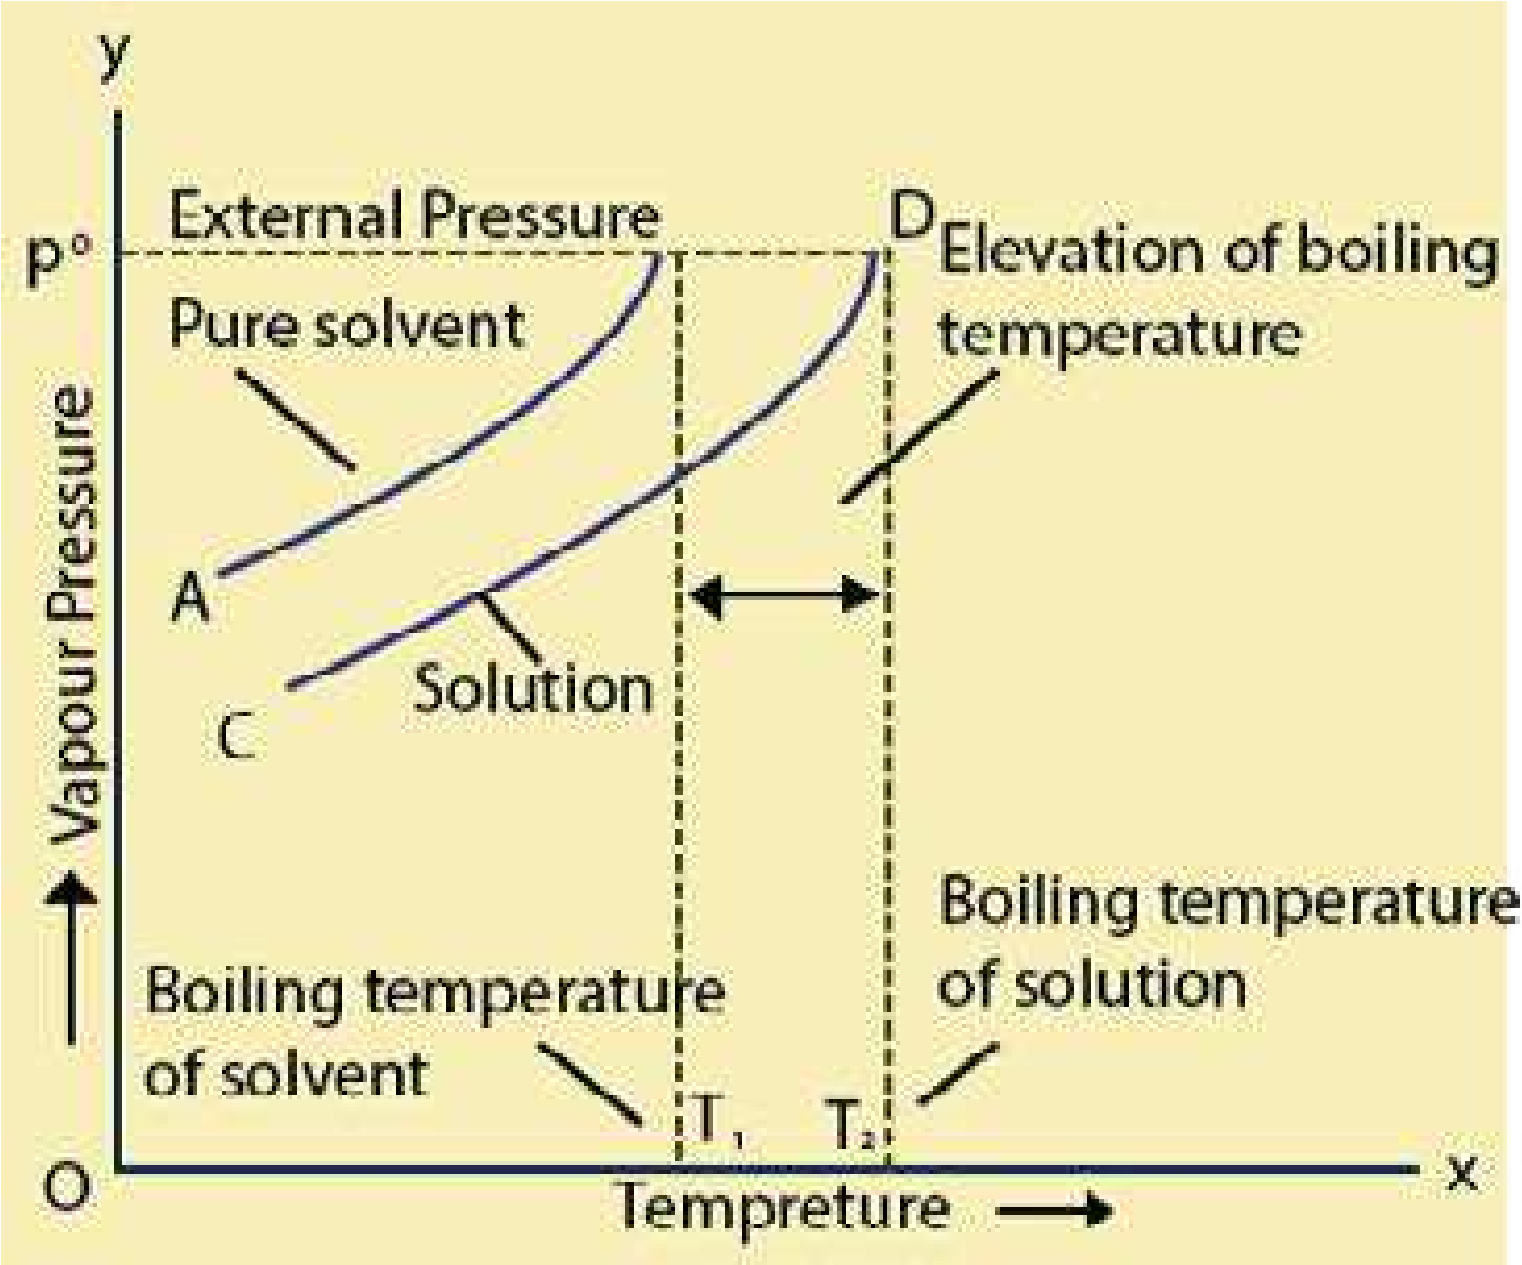 y
External Pressure
D
p°
Elevation of boiling
temperature
Pure solvent
Vapour Pressure
A
Solution
C
Boiling temperature
of solution
Boiling temperature
of solvent
T₁
T₂
O
x
Tempreture